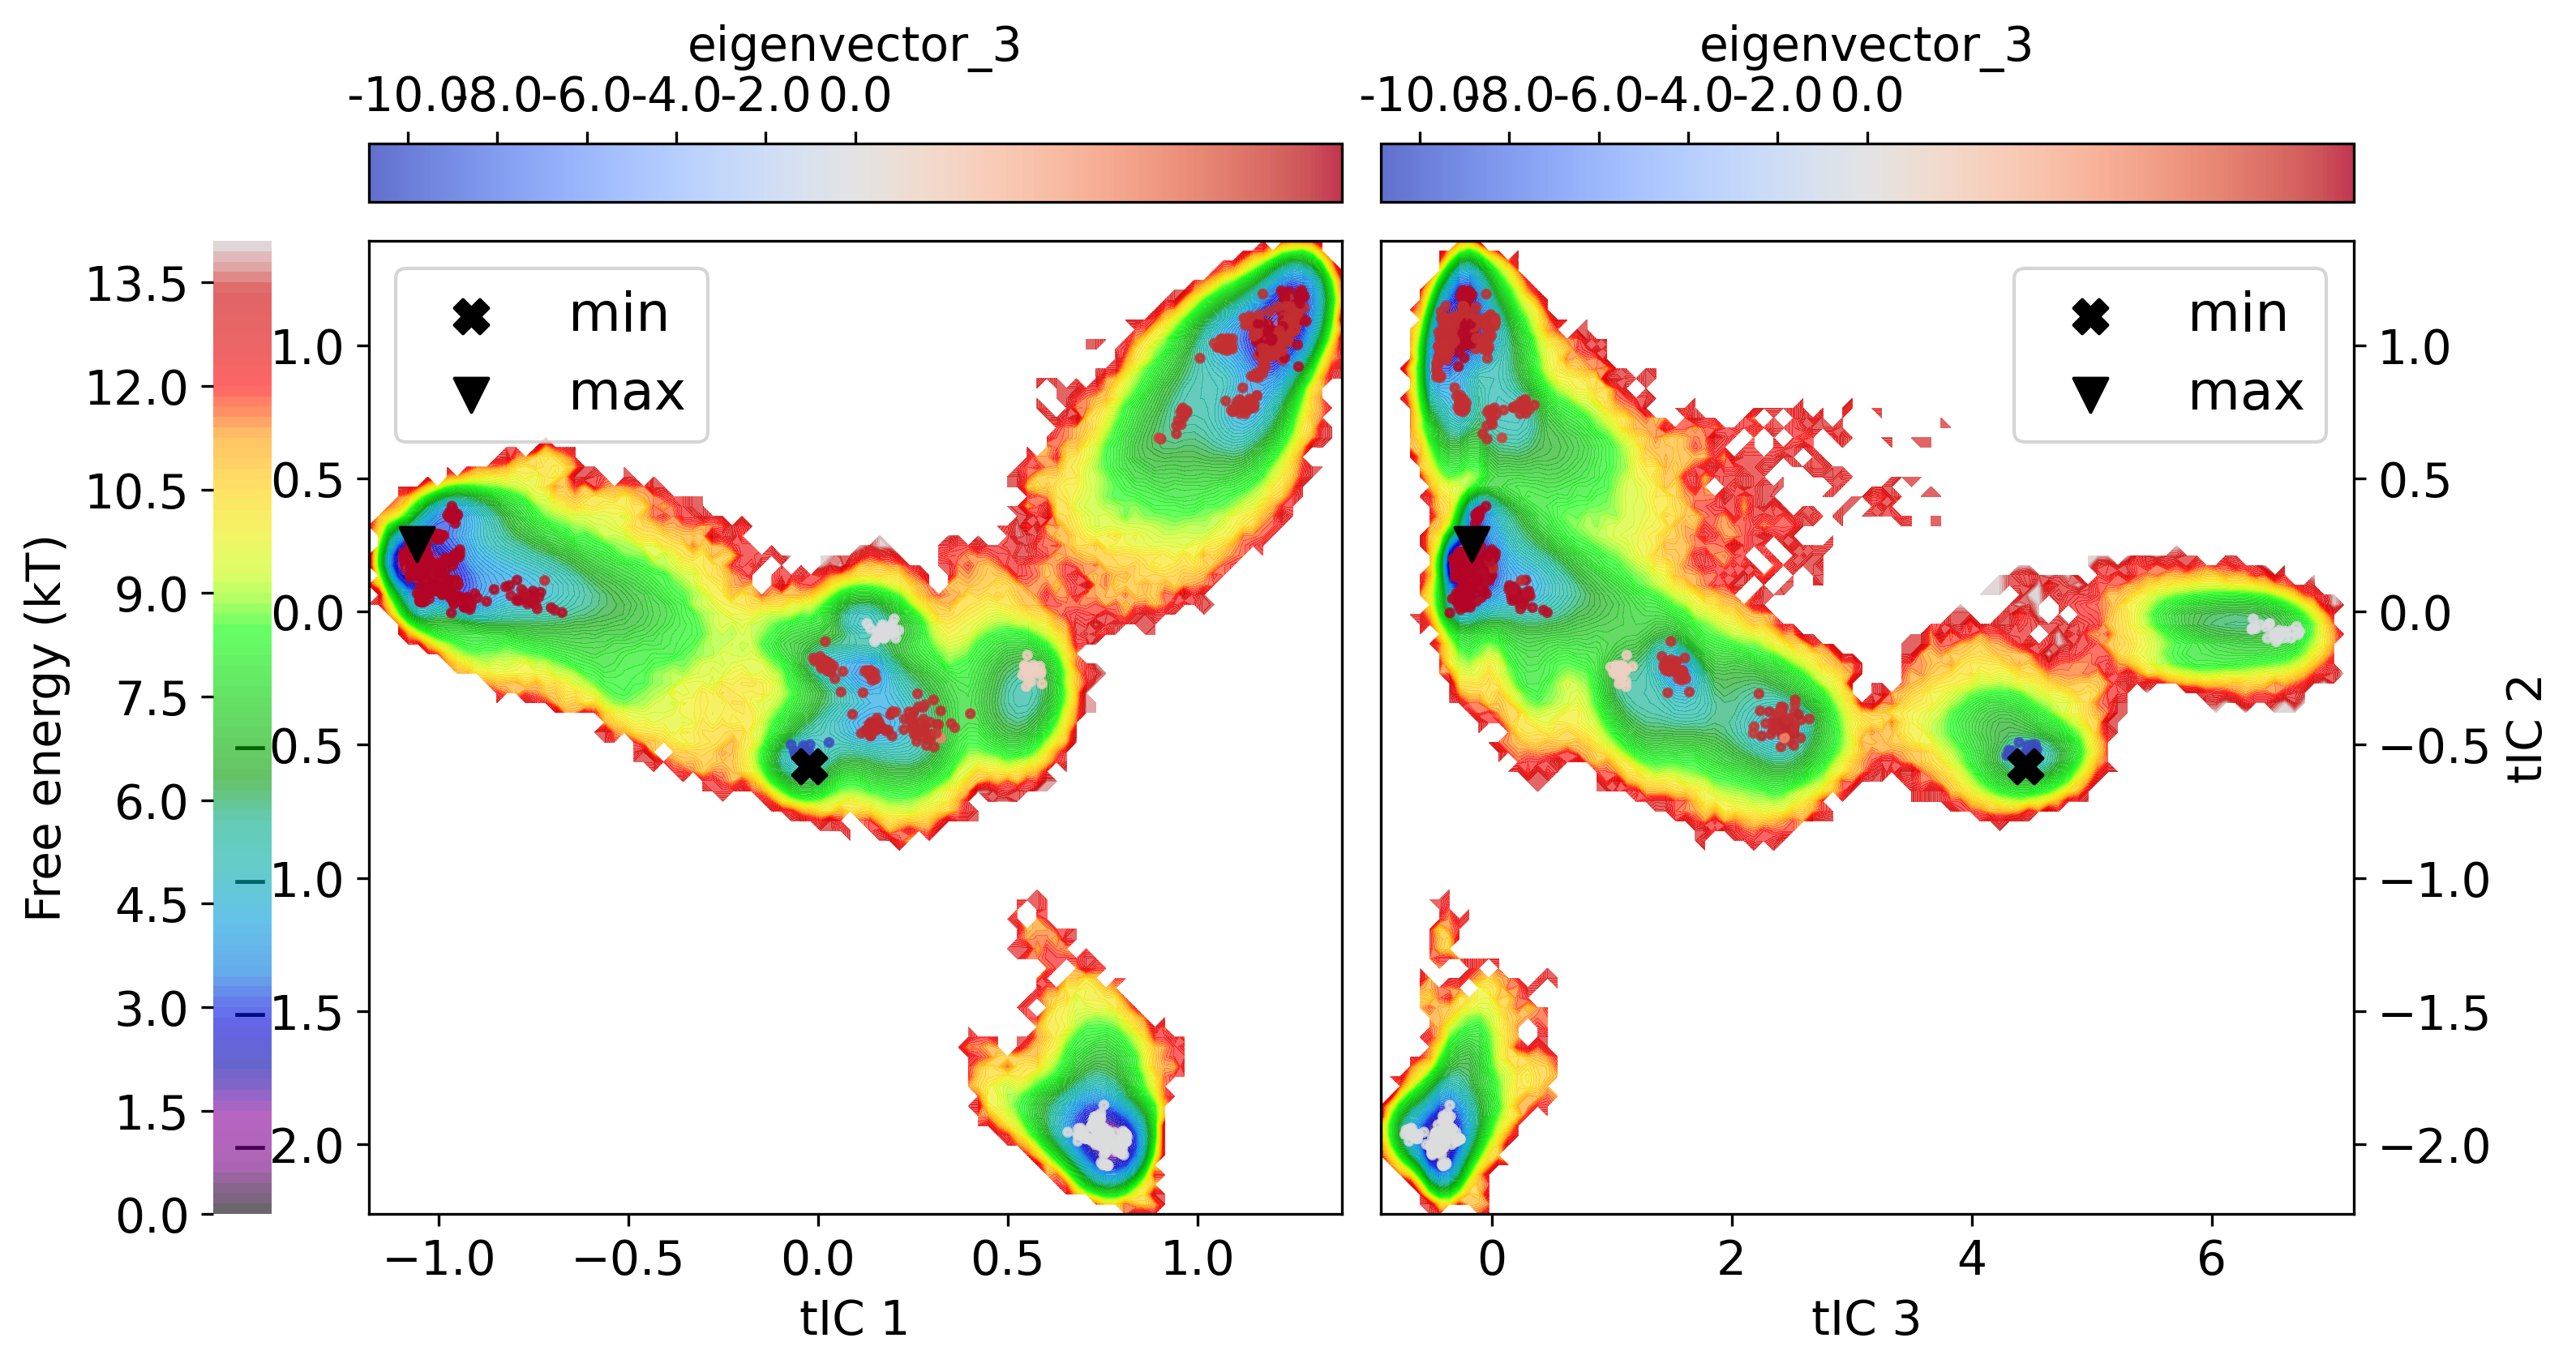 eigenvector_3 eigenvector_3
-10.0 -8.0 -6.0 -4.0 -2.0 0.0 -10.0 -8.0 -6.0 -4.0 -2.0 0.0
min
max
min
max
Free energy (kT)
13.5
12.0
10.5
9.0
7.5
6.0
4.5
3.0
1.5
0.0
1.0
0.5
0.0
0.5
1.0
1.5
2.0
1.0
0.5
0.0
−0.5
−1.0
−1.5
−2.0
tIC 2
−1.0 −0.5 0.0 0.5 1.0 0 2 4 6
tIC 1 tIC 3